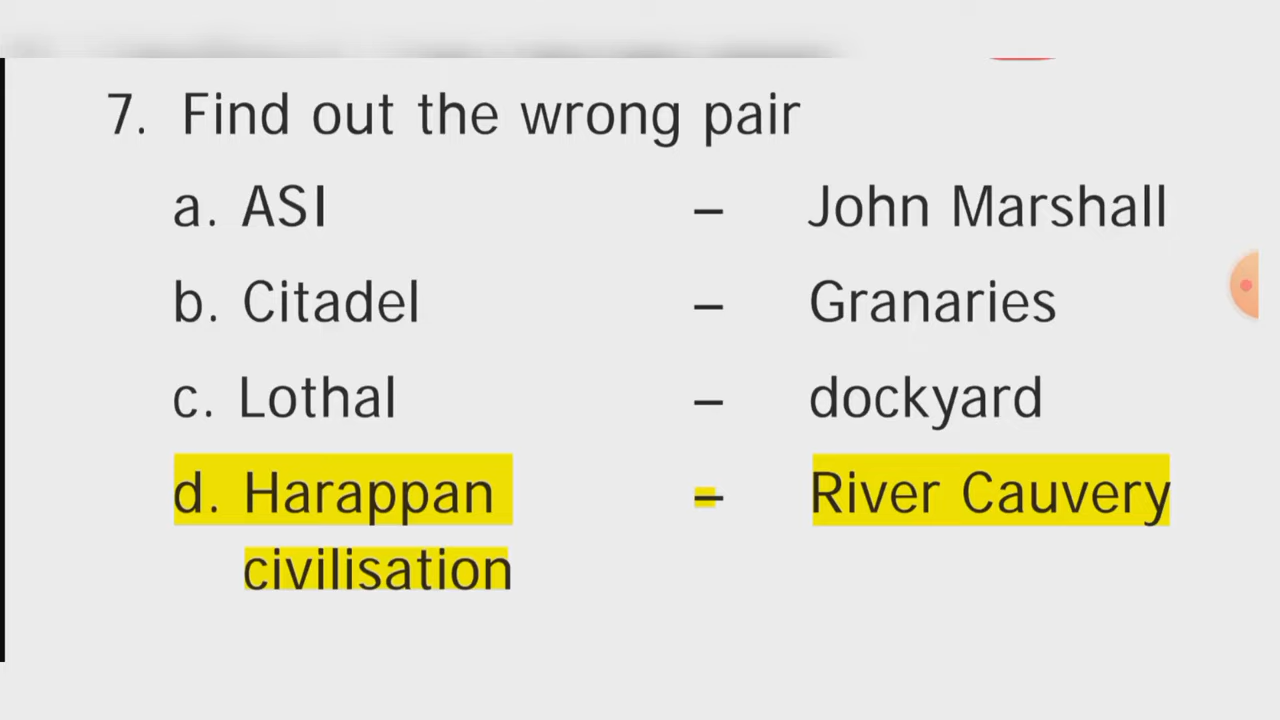 7. Find out the wrong pair
a. ASI – John Marshall
b. Citadel – Granaries
c. Lothal – dockyard
d. Harappan – River Cauvery
civilisation